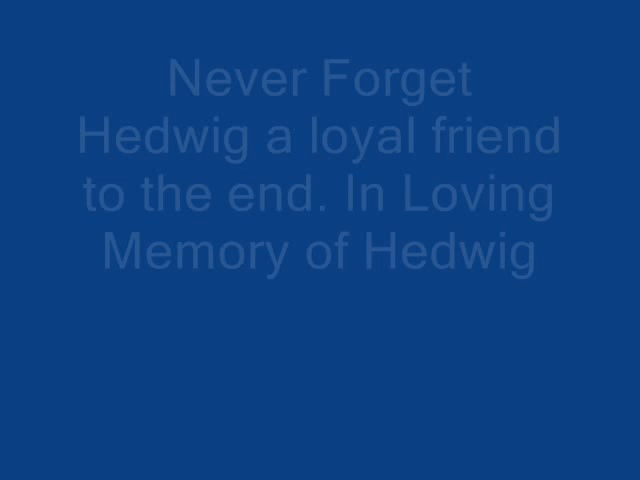 Never Forget
Hedwig a loyal friend
to the end. In Loving
Memory of Hedwig